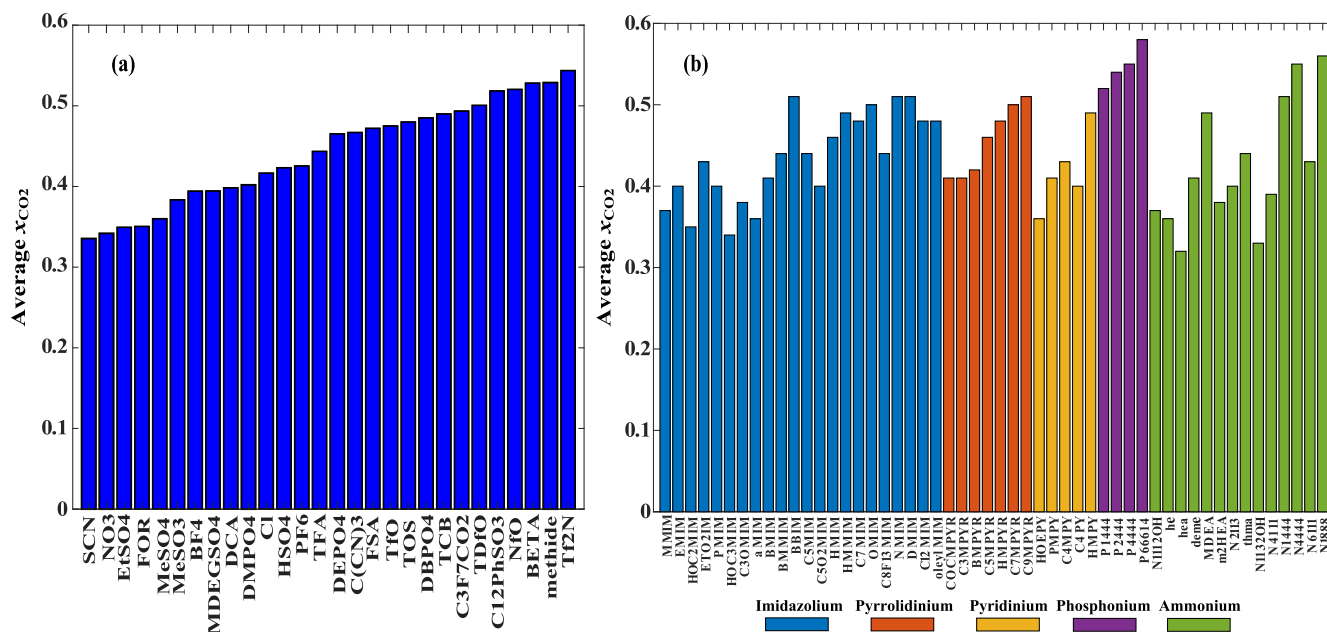 0.6
0.5
0.4
0.3
0.2
0.1
0
Average xCO2
(a)
SCN
NO3
EtSO4
FOR
MeSO4
MeSO3
BF4
MDEGSO4
DCA
DMPO4
Cl
HSO4
PF6
TFA
DEPO4
C(CN)3
FSA
TfO
TOS
DBPO4
TCB
C3F7CO2
TDfO
C12PhSO3
NfO
BETA
methide
Tf2N
0.6
0.5
0.4
0.3
0.2
0.1
0
Average xCO2
(b)
MMIM
EMIM
HOC2MIM
ETO2IM
PMIM
HOC3MIM
C3OMIM
aMIM
BMIM
BMMIM
BBIM
C5MIM
C5O2MIM
HMIM
HMMIM
C7MIM
OMIM
C8F13MIM
NMIM
DMIM
C12MIM
oleylMIM
COC1MPYR
C3MPYR
BMPYR
C5MPYR
HMPYR
C7MPYR
C9MPYR
HOEPY
PMPY
C4MPY
C4PY
HMPY
P1444
P2444
P4444
P66614
N1112OH
he
hea
deme
MDEA
m2HEA
N2113
thma
N1132OH
N4111
N1444
N4444
N6111
N1888
Imidazolium
Pyrrolidinium
Pyridinium
Phosphonium
Ammonium